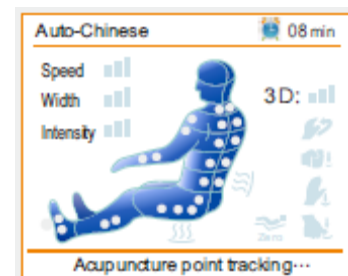 Auto-Chinese 08 min
Speed
Width
Intensity
3D:
Zero
Acupuncture point tracking···